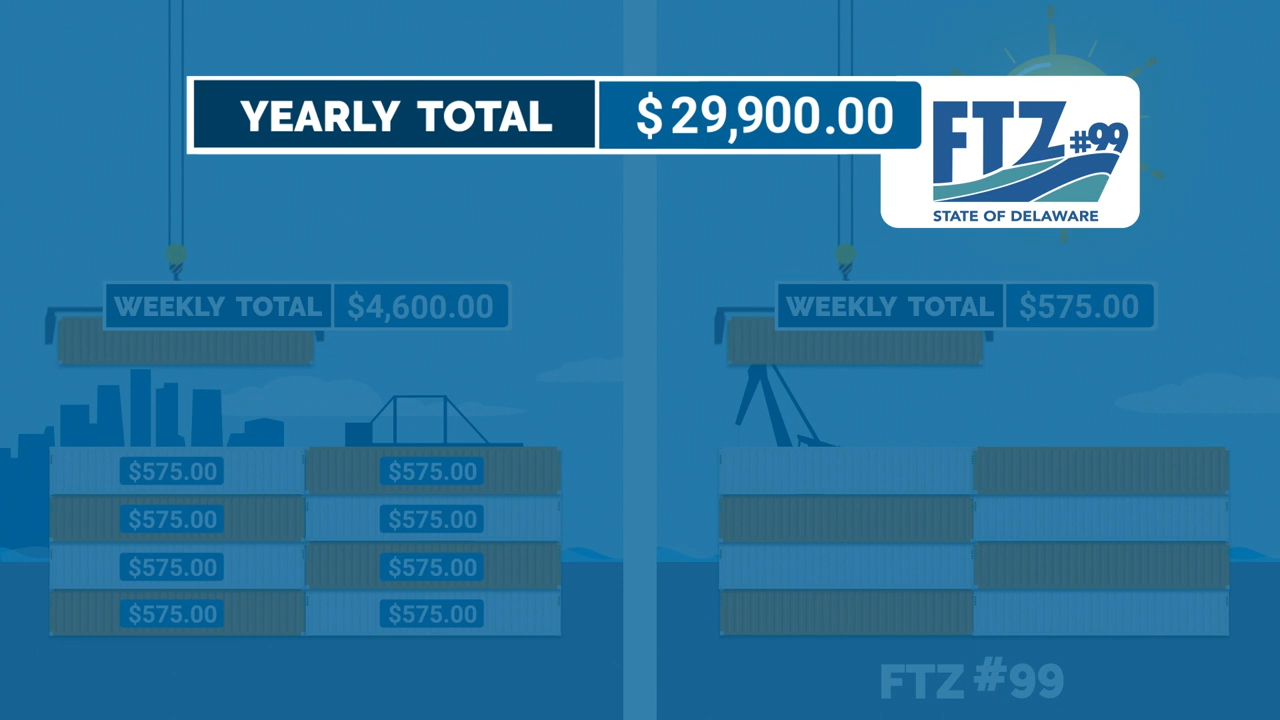 YEARLY TOTAL $29,900.00
FTZ #99
STATE OF DELAWARE
WEEKLY TOTAL $4,600.00
WEEKLY TOTAL $575.00
$575.00 $575.00
$575.00 $575.00
$575.00 $575.00
$575.00 $575.00
FTZ #99